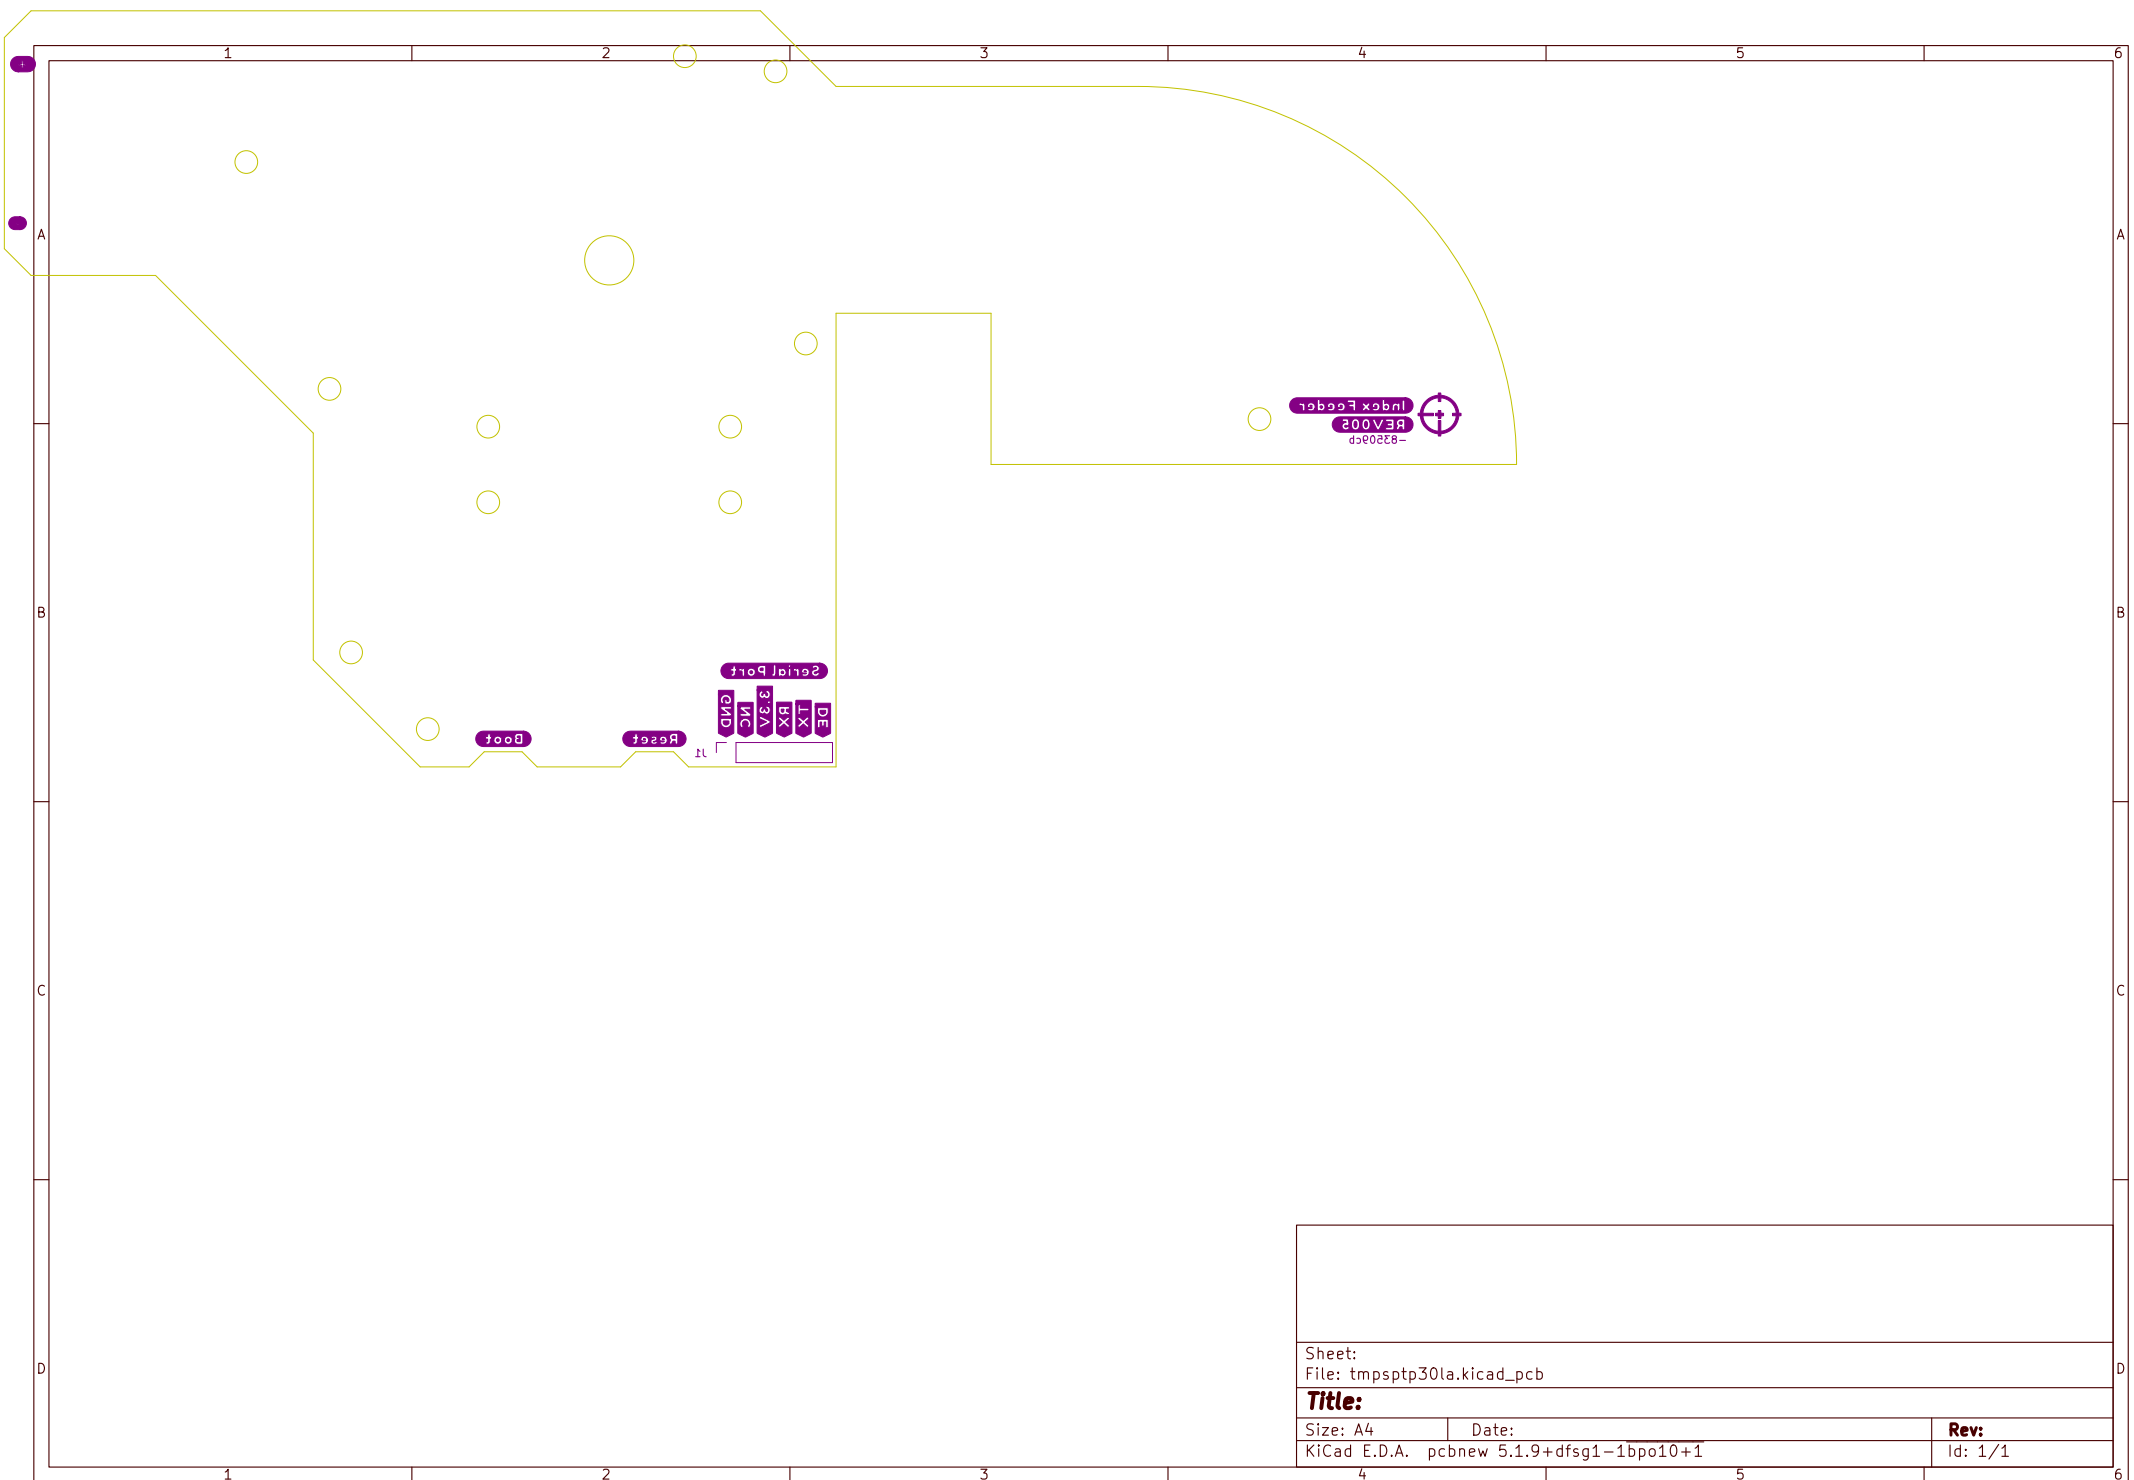 1 2 3 4 5 6
+
A A
Index Feeder
REV005
-83509cb
B B
Serial Port
GND NC 3.3V RX TX DE
Boot Reset
J1
C C
D D
Sheet:
File: tmpsptp30la.kicad_pcb
Title:
Size: A4 Date: Rev:
KiCad E.D.A. pcbnew 5.1.9+dfsg1-1bpo10+1 Id: 1/1
1 2 3 4 5 6